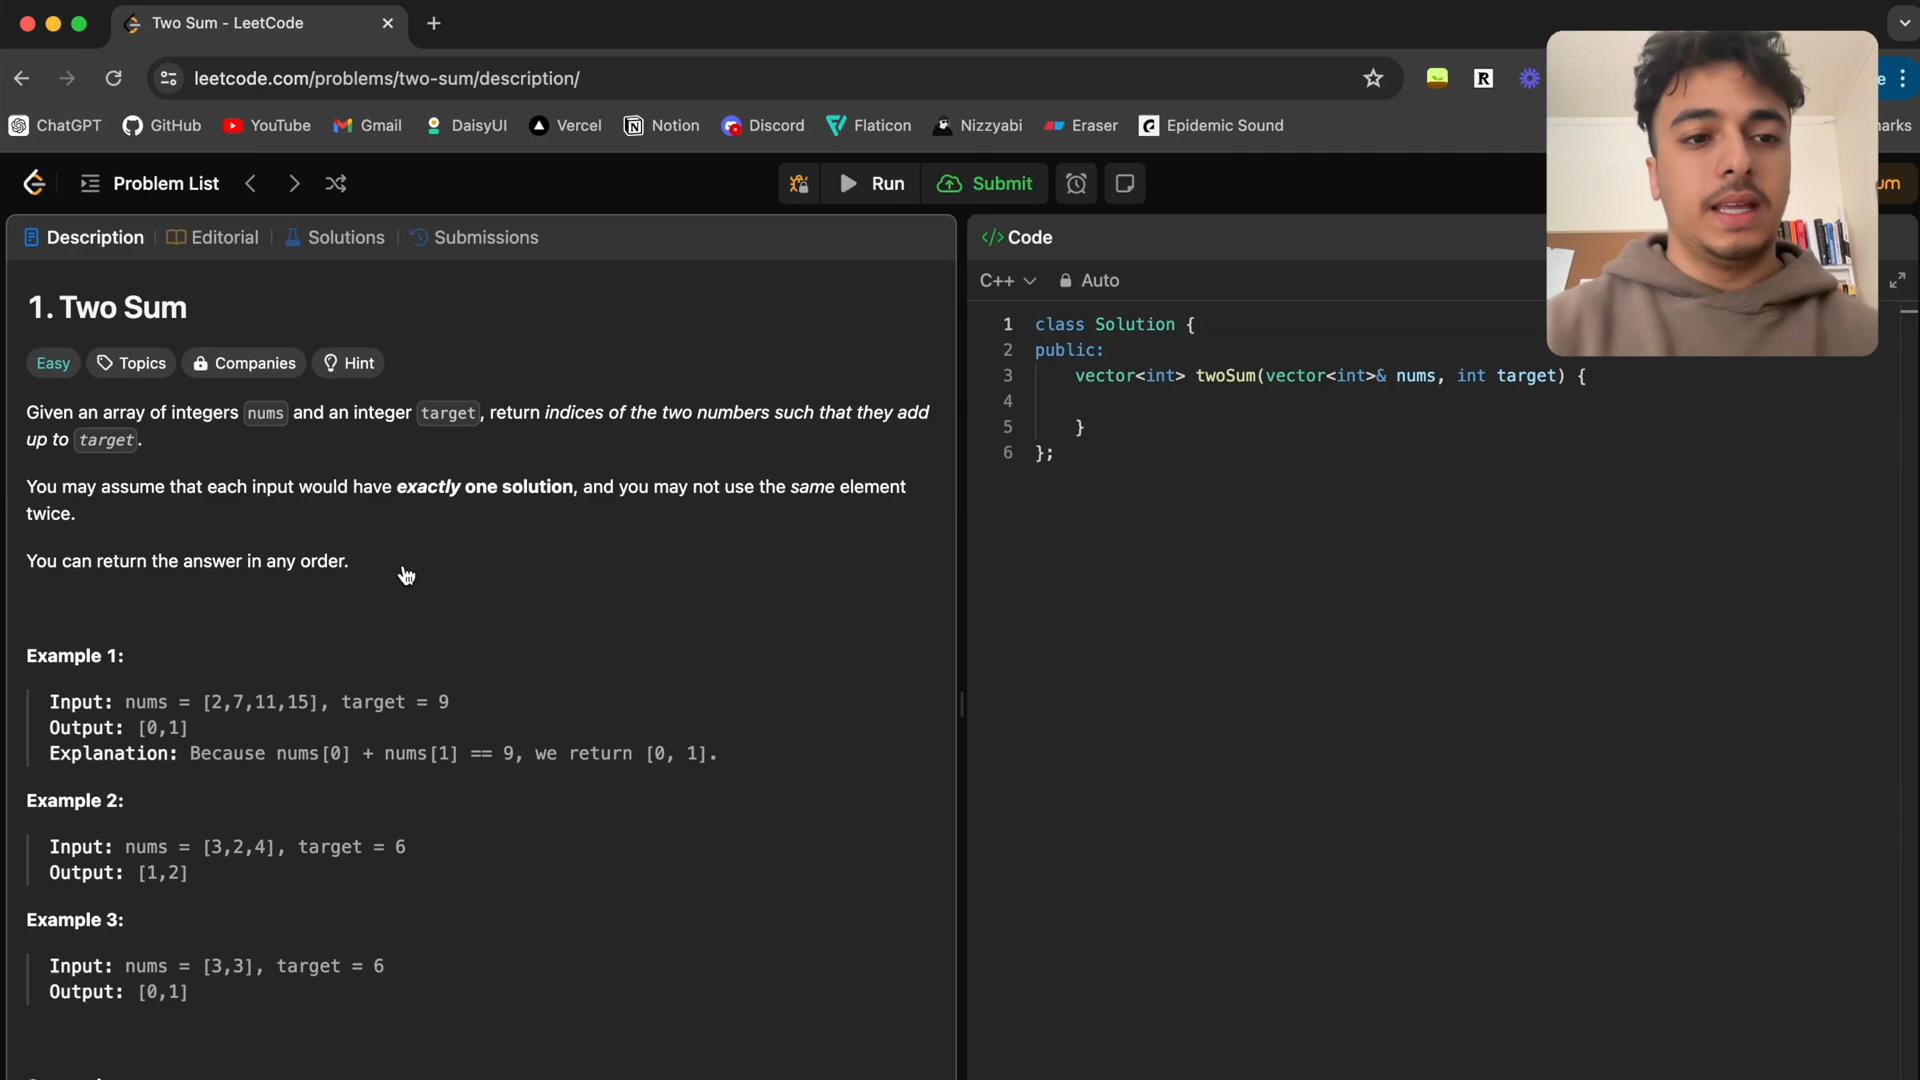 Two Sum - LeetCode
leetcode.com/problems/two-sum/description/
ChatGPT GitHub YouTube Gmail DaisyUI Vercel Notion Discord Flaticon Nizzyabi Eraser Epidemic Sound
Problem List Run Submit
Description Editorial Solutions Submissions
1. Two Sum
Easy Topics Companies Hint
Given an array of integers nums and an integer target, return indices of the two numbers such that they add
up to target.
You may assume that each input would have exactly one solution, and you may not use the same element
twice.
You can return the answer in any order.
Example 1:
Input: nums = [2,7,11,15], target = 9
Output: [0,1]
Explanation: Because nums[0] + nums[1] == 9, we return [0, 1].
Example 2:
Input: nums = [3,2,4], target = 6
Output: [1,2]
Example 3:
Input: nums = [3,3], target = 6
Output: [0,1]
</> Code
C++ Auto
1 class Solution {
2 public:
3 vector<int> twoSum(vector<int>& nums, int target) {
4
5 }
6 };